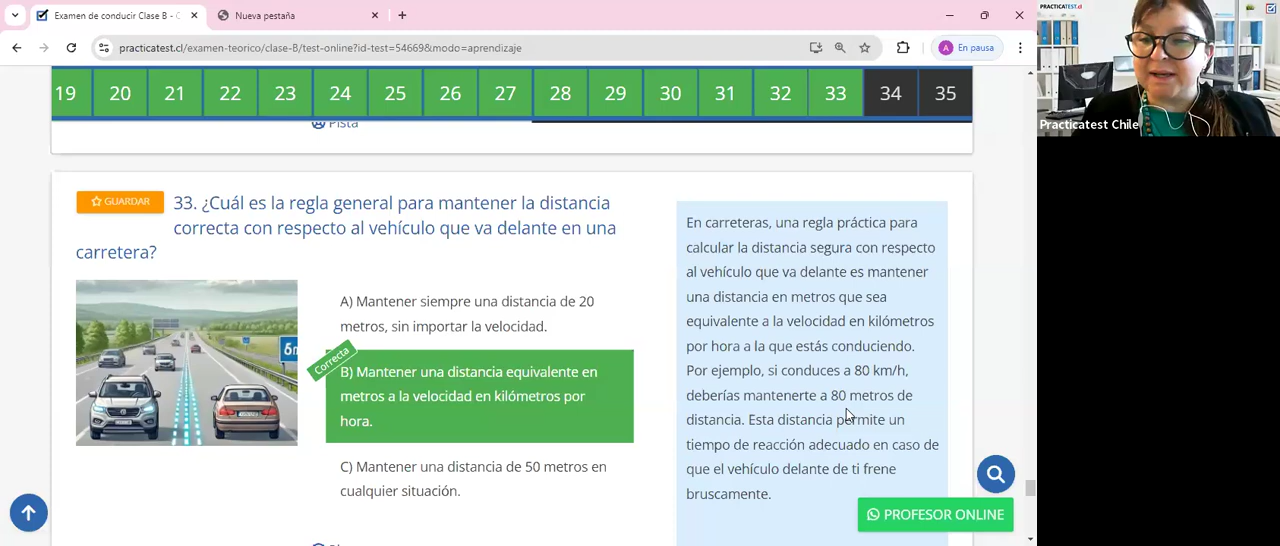 Examen de conducir Clase B - C
Nueva pestaña
practicatest.cl/examen-teorico/clase-B/test-online?id-test=54669&modo=aprendizaje
A
En pausa
PRACTICATEST.cl
19 20 21 22 23 24 25 26 27 28 29 30 31 32 33 34 35
Pista
Practicatest Chile
GUARDAR
33. ¿Cuál es la regla general para mantener la distancia
correcta con respecto al vehículo que va delante en una
carretera?
A) Mantener siempre una distancia de 20
metros, sin importar la velocidad.
Correcta
B) Mantener una distancia equivalente en
metros a la velocidad en kilómetros por
hora.
C) Mantener una distancia de 50 metros en
cualquier situación.
En carreteras, una regla práctica para
calcular la distancia segura con respecto
al vehículo que va delante es mantener
una distancia en metros que sea
equivalente a la velocidad en kilómetros
por hora a la que estás conduciendo.
Por ejemplo, si conduces a 80 km/h,
deberías mantenerte a 80 metros de
distancia. Esta distancia permite un
tiempo de reacción adecuado en caso de
que el vehículo delante de ti frene
bruscamente.
PROFESOR ONLINE